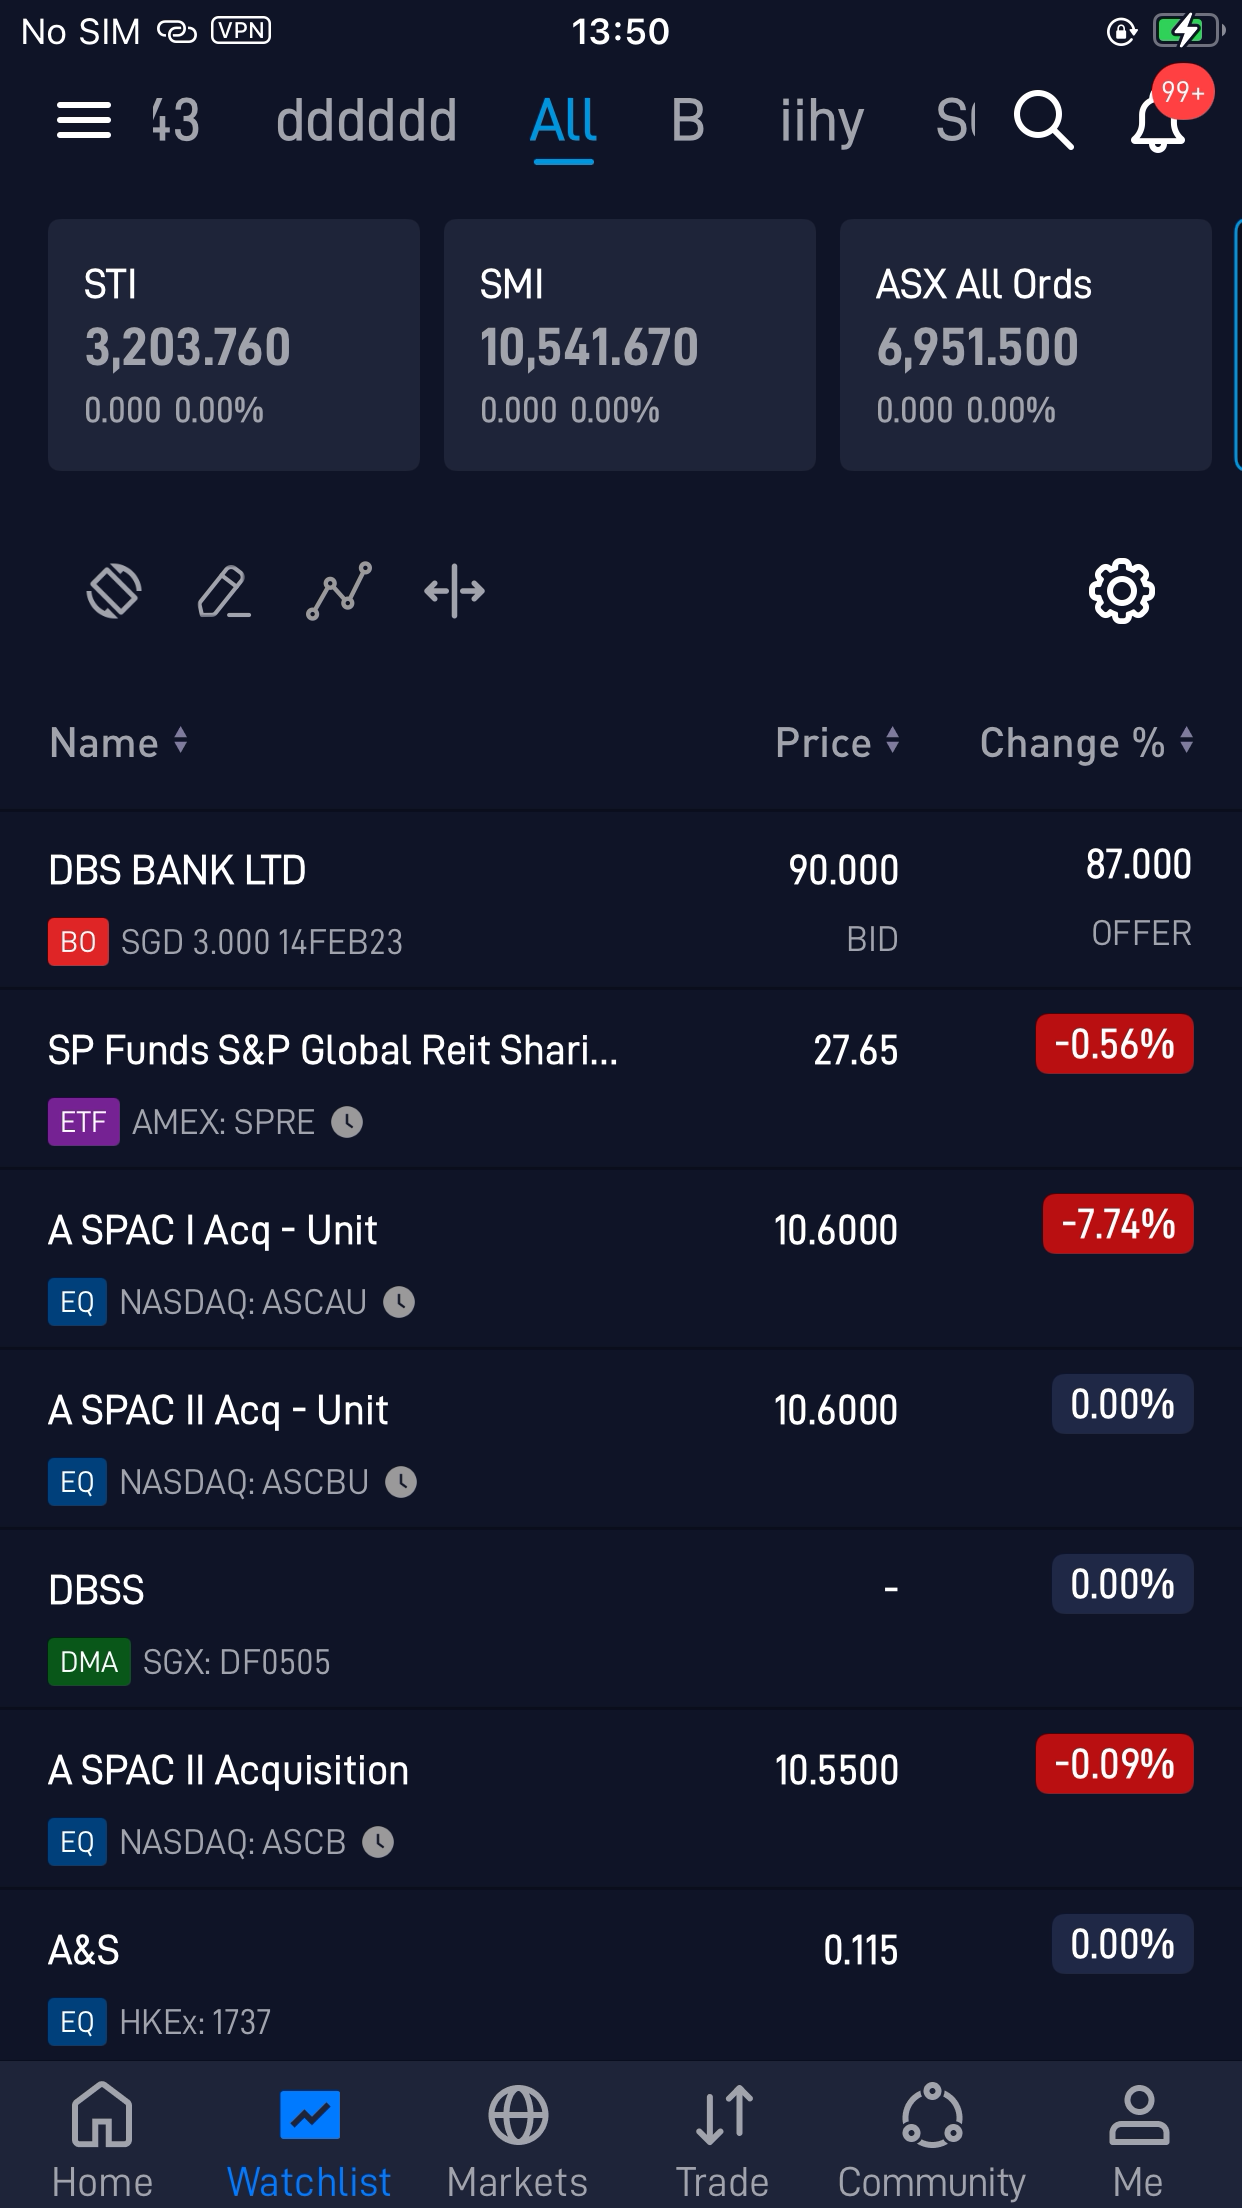 No SIM VPN 13:50
43 dddddd All B iihy 99+
STI SMI ASX All Ords
3,203.760 10,541.670 6,951.500
0.000 0.00% 0.000 0.00% 0.000 0.00%
Name Price Change %
DBS BANK LTD 90.000 87.000
BO SGD 3.000 14FEB23 BID OFFER
SP Funds S&P Global Reit Shari... 27.65 -0.56%
ETF AMEX: SPRE
A SPAC I Acq - Unit 10.6000 -7.74%
EQ NASDAQ: ASCAU
A SPAC II Acq - Unit 10.6000 0.00%
EQ NASDAQ: ASCBU
DBSS - 0.00%
DMA SGX: DF0505
A SPAC II Acquisition 10.5500 -0.09%
EQ NASDAQ: ASCB
A&S 0.115 0.00%
EQ HKEx: 1737
Home Watchlist Markets Trade Community Me